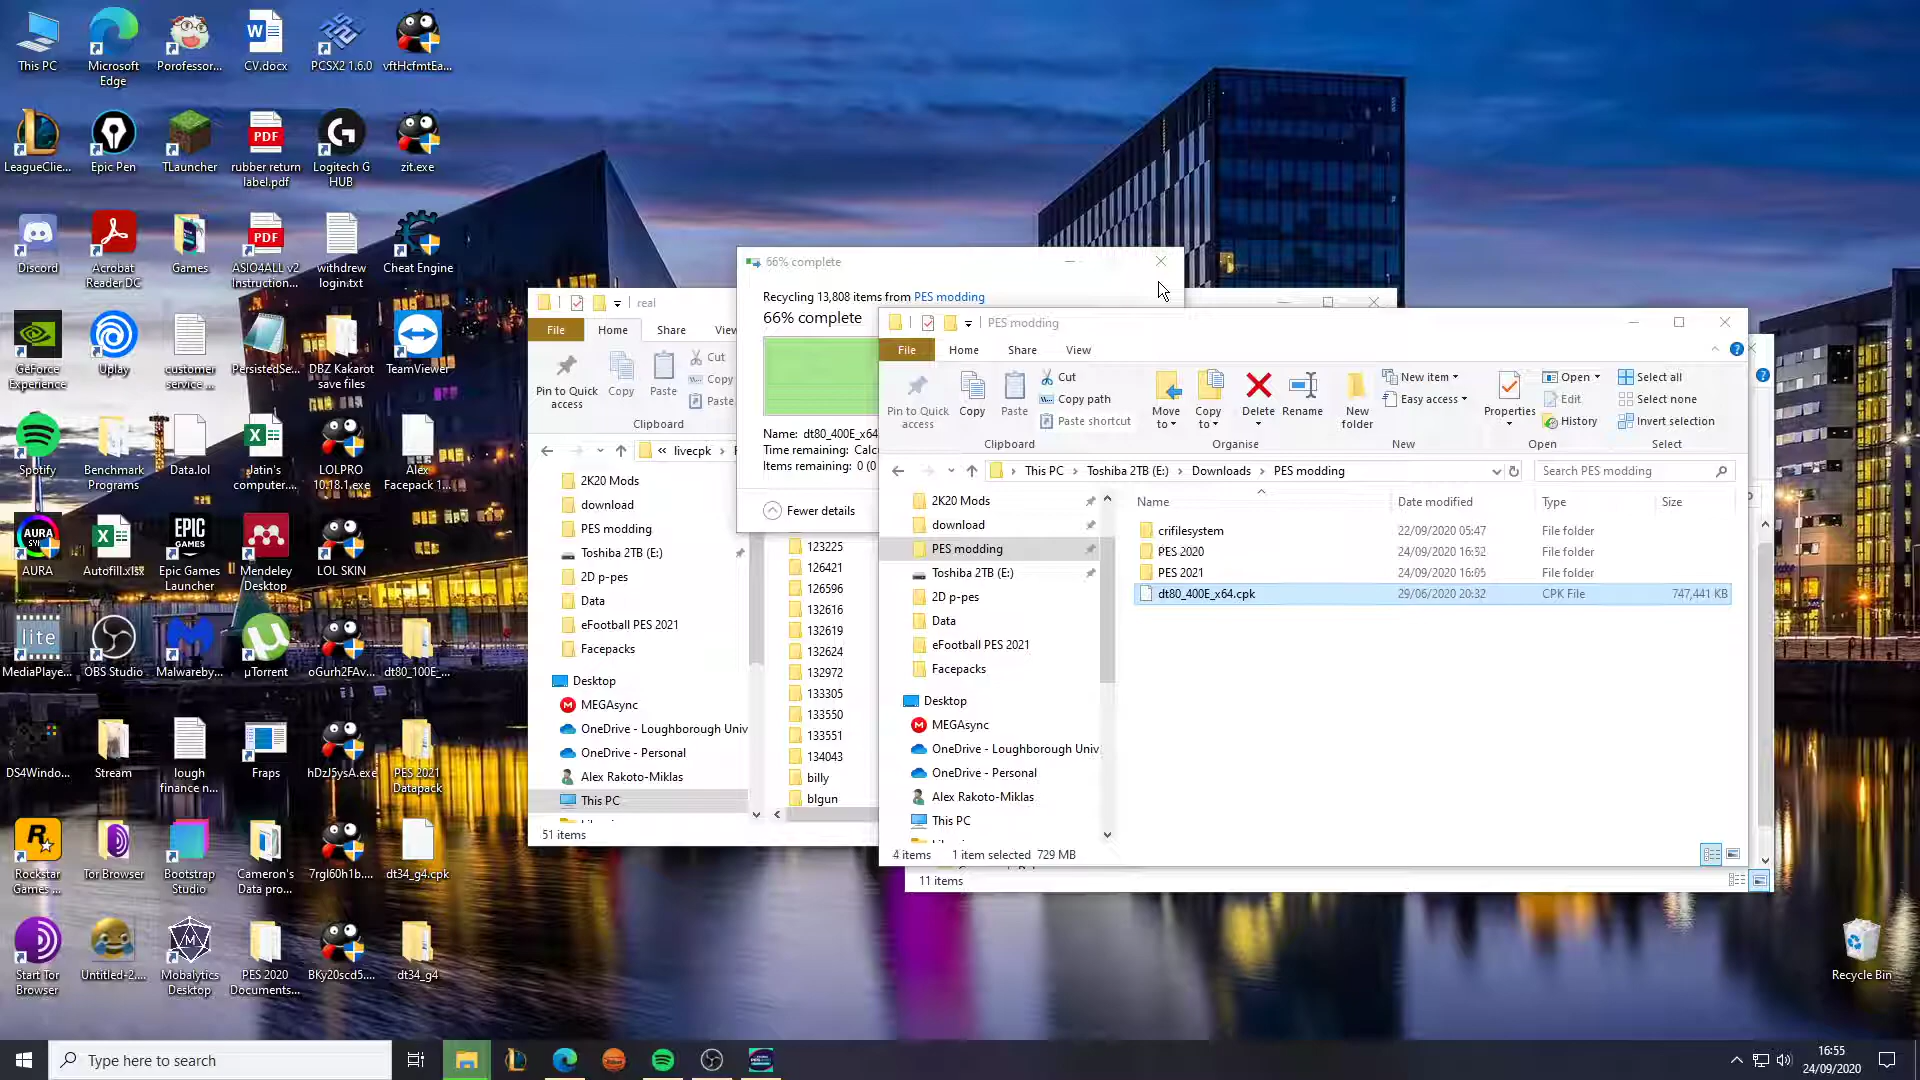 This PC
Microsoft
Edge
Porofessor...
CV.docx
PCSX2 1.6.0
vftHcfmtEa...
LeagueClie...
Epic Pen
TLauncher
rubber return
label.pdf
Logitech G
HUB
zit.exe
Discord
Acrobat
Reader DC
Games
ASIO4ALL v2
Instruction...
withdrew
login.txt
Cheat Engine
GeForce
Experience
Uplay
customer
service ...
PersistedSe...
DBZ Kakarot
save files
TeamViewer
Spotify
Benchmark
Programs
Data.lol
Jatin's
computer....
LOLPRO
10.18.1.exe
Alex
Facepack 1...
AURA
Autofill.xlsx
Epic Games
Launcher
Mendeley
Desktop
LOL SKIN
MediaPlaye...
OBS Studio
Malwareby...
µTorrent
oGurh2FAv...
dt80_100E_...
DS4Windo...
Stream
lough
finance n...
Fraps
hDzJ5ysA.exe
PES 2021
Datapack
Rockstar
Games ...
Tor Browser
Bootstrap
Studio
Cameron's
Data pro...
7rgl60h1b....
dt34_g4.cpk
Start Tor
Browser
Untitled-2....
Mobalytics
Desktop
PES 2020
Documents...
BKy20scd5....
dt34_g4
Recycle Bin
66% complete
Recycling 13,808 items from PES modding
66% complete
Name: dt80_400E_x64
Time remaining: Calc
Items remaining: 0 (0
Fewer details
real
File
Home
Share
View
Pin to Quick
access
Copy
Paste
Cut
Copy
Paste
Clipboard
« livecpk
2K20 Mods
download
PES modding
Toshiba 2TB (E:)
2D p-pes
Data
eFootball PES 2021
Facepacks
Desktop
MEGAsync
OneDrive - Loughborough Univ
OneDrive - Personal
Alex Rakoto-Miklas
This PC
123225
126421
126596
132616
132619
132624
132972
133305
133550
133551
134043
billy
blgun
51 items
PES modding
File
Home
Share
View
Pin to Quick
access
Copy
Paste
Cut
Copy path
Paste shortcut
Clipboard
Move
to
Copy
to
Delete
Rename
Organise
New
folder
New item
Easy access
New
Properties
Open
Edit
History
Open
Select all
Select none
Invert selection
Select
This PC
Toshiba 2TB (E:)
Downloads
PES modding
Search PES modding
Name
Date modified
Type
Size
crifilesystem 22/09/2020 05:47 File folder
PES 2020 24/09/2020 16:52 File folder
PES 2021 24/09/2020 16:05 File folder
dt80_400E_x64.cpk 29/06/2020 20:32 CPK File 747,441 KB
2K20 Mods
download
PES modding
Toshiba 2TB (E:)
2D p-pes
Data
eFootball PES 2021
Facepacks
Desktop
MEGAsync
OneDrive - Loughborough Univ
OneDrive - Personal
Alex Rakoto-Miklas
This PC
4 items
1 item selected 729 MB
11 items
Type here to search
16:55
24/09/2020